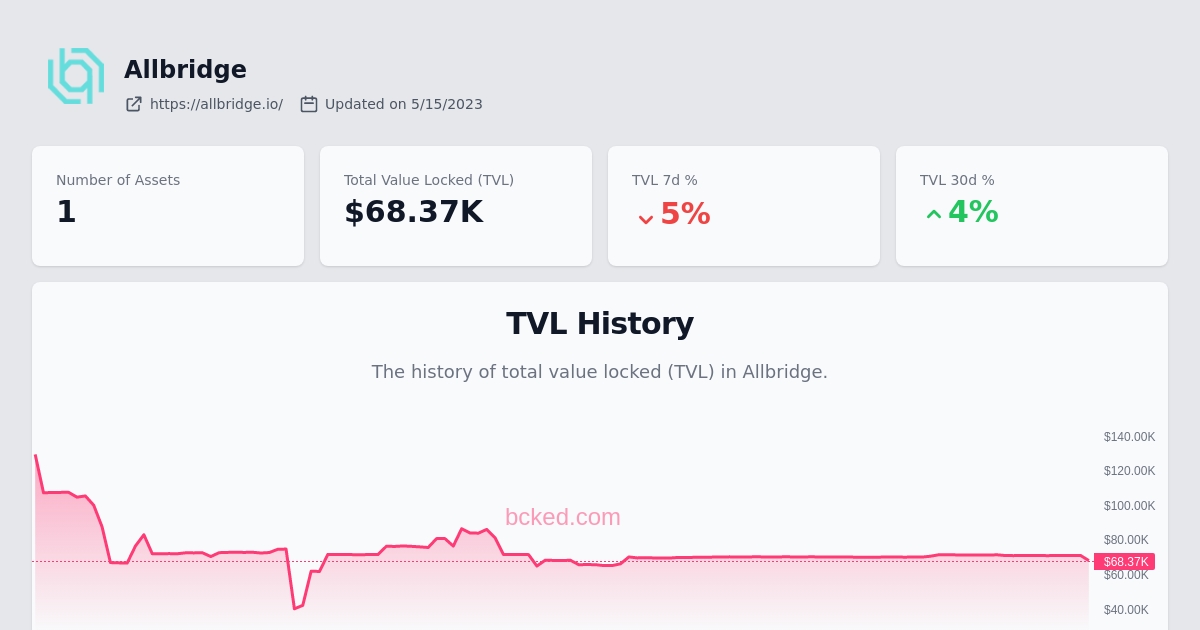 Allbridge
https://allbridge.io/ Updated on 5/15/2023
Number of Assets
1
Total Value Locked (TVL)
$68.37K
TVL 7d %
5%
TVL 30d %
4%
TVL History
The history of total value locked (TVL) in Allbridge.
$140.00K
$120.00K
$100.00K
bcked.com
$80.00K
$68.37K
$60.00K
$40.00K